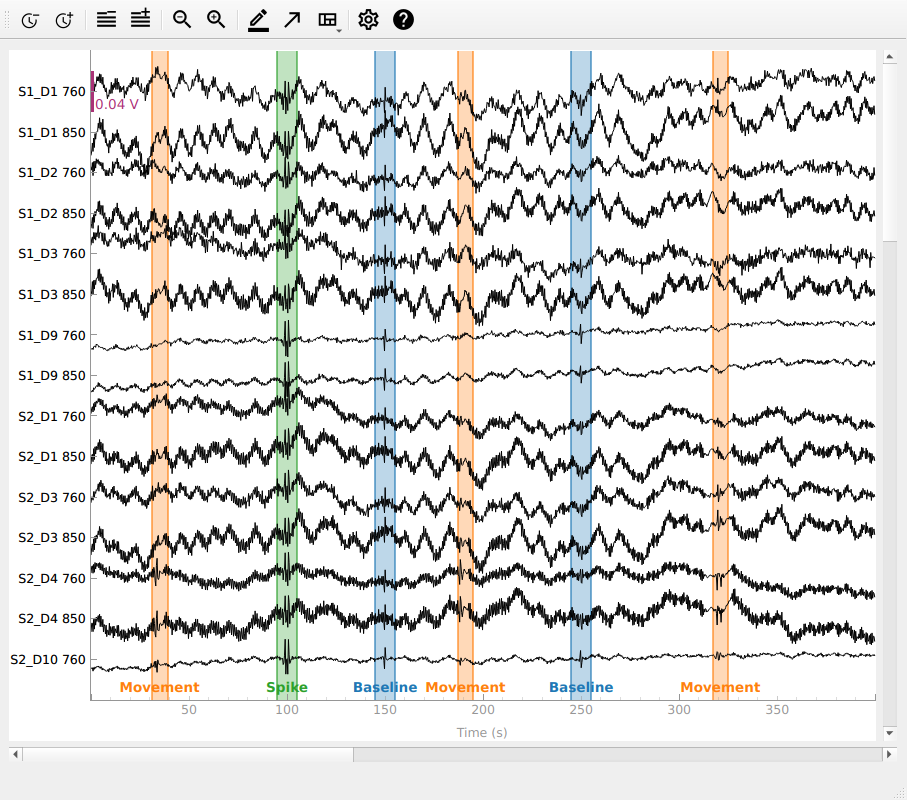 S1_D1 760
0.04 V
S1_D1 850
S1_D2 760
S1_D2 850
S1_D3 760
S1_D3 850
S1_D9 760
S1_D9 850
S2_D1 760
S2_D1 850
S2_D3 760
S2_D3 850
S2_D4 760
S2_D4 850
S2_D10 760
Movement Spike Baseline Movement Baseline Movement
50 100 150 200 250 300 350
Time (s)